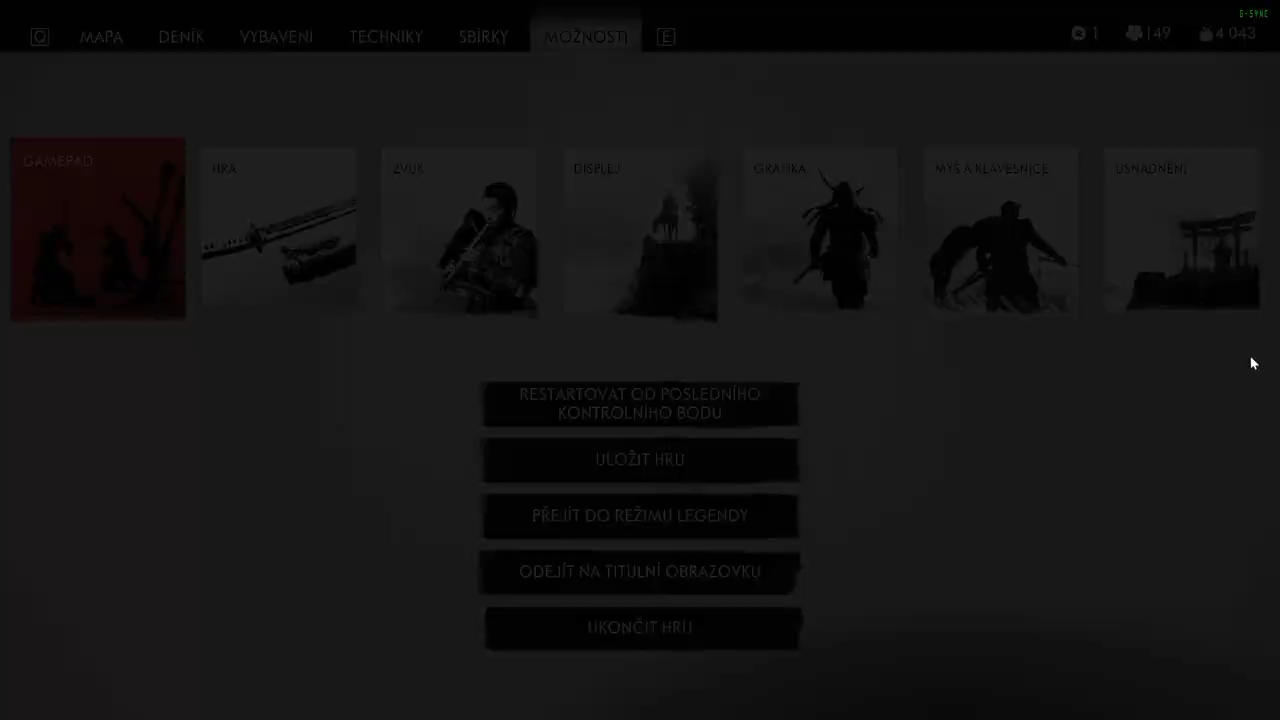 G-SYNC
Q MAPA DENÍK VYBAVENÍ TECHNIKY SBÍRKY MOŽNOSTI E 1 149 4 043
GAMEPAD
HRA
ZVUK
DISPLEJ
GRAFIKA
MYŠ A KLÁVESNICE
USNADNĚNÍ
RESTARTOVAT OD POSLEDNÍHO
KONTROLNÍHO BODU
ULOŽIT HRU
PŘEJÍT DO REŽIMU LEGENDY
ODEJÍT NA TITULNÍ OBRAZOVKU
UKONČIT HRU